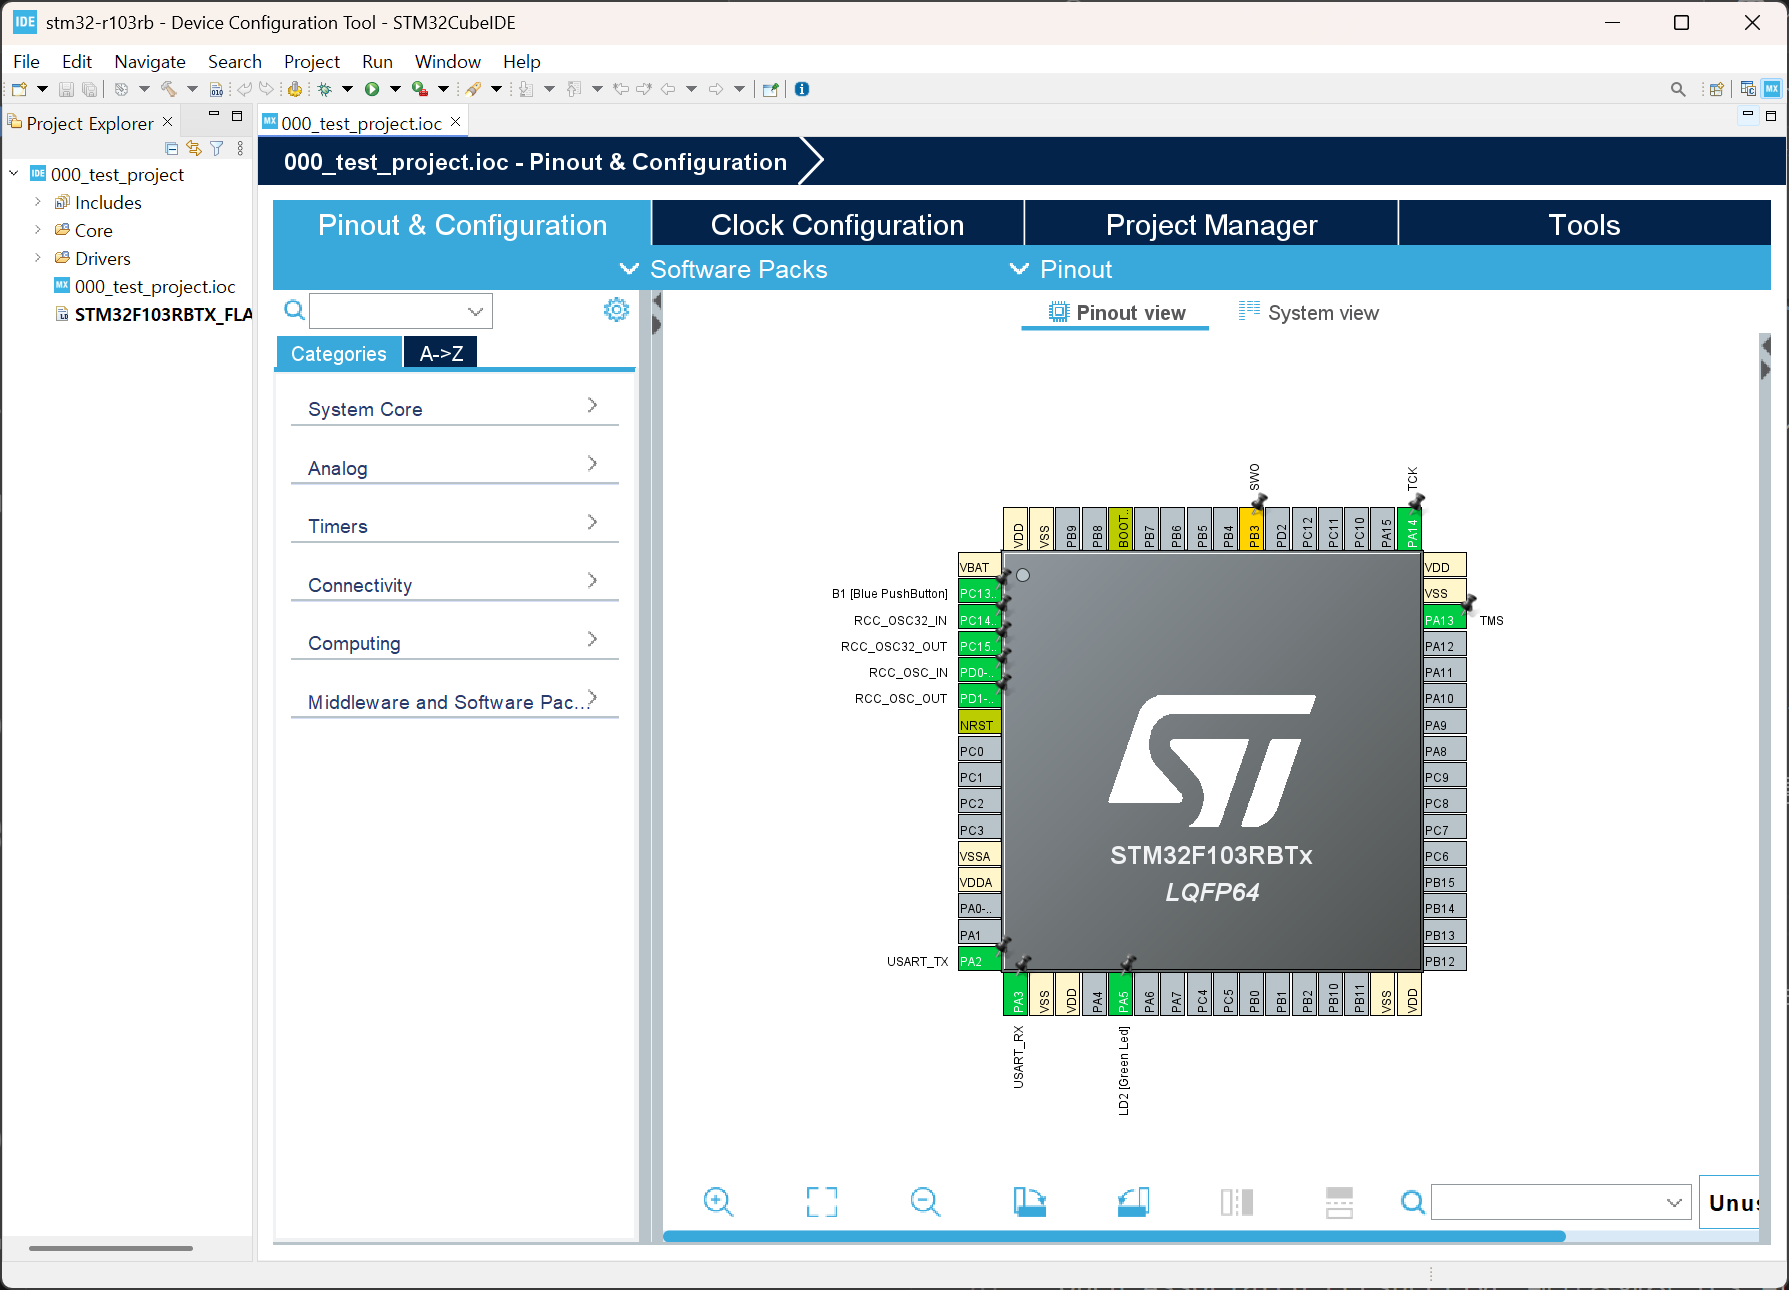 IDE stm32-r103rb - Device Configuration Tool - STM32CubeIDE
File Edit Navigate Search Project Run Window Help
Project Explorer
MX 000_test_project.ioc
000_test_project.ioc - Pinout & Configuration
IDE 000_test_project
Includes
Core
Drivers
MX 000_test_project.ioc
STM32F103RBTX_FLA
Pinout & Configuration
Clock Configuration
Project Manager
Tools
Software Packs
Pinout
Pinout view
System view
Categories
A->Z
System Core
Analog
Timers
Connectivity
Computing
Middleware and Software Pac...
SWO
TCK
VDD
VSS
PB9
PB8
BOOT..
PB7
PB6
PB5
PB4
PB3
PD2
PC12
PC11
PC10
PA15
PA14
VBAT
B1 [Blue PushButton] PC13..
RCC_OSC32_IN PC14..
RCC_OSC32_OUT PC15..
RCC_OSC_IN PD0-..
RCC_OSC_OUT PD1-..
NRST
PC0
PC1
PC2
PC3
VSSA
VDDA
PA0-..
PA1
USART_TX PA2
VDD
VSS
PA13 TMS
PA12
PA11
PA10
PA9
PA8
PC9
PC8
PC7
PC6
PB15
PB14
PB13
PB12
ST
STM32F103RBTx
LQFP64
PA3
VSS
VDD
PA4
PA5
PA6
PA7
PC4
PC5
PB0
PB1
PB2
PB10
PB11
VSS
VDD
USART_RX
LD2 [Green Led]
Unus